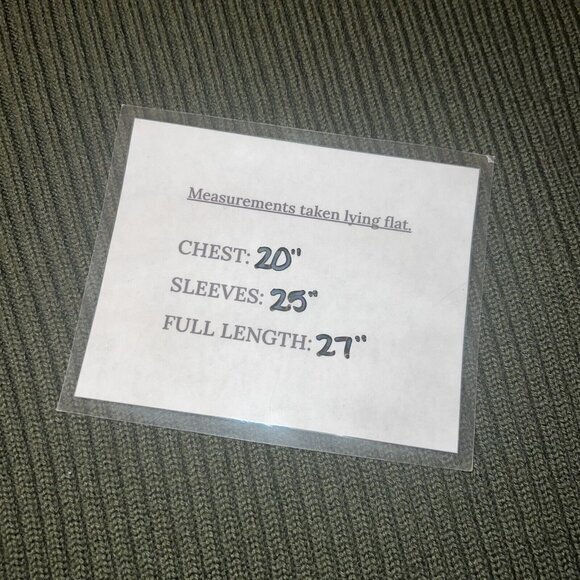 Measurements taken lying flat.
CHEST: 20"
SLEEVES: 25"
FULL LENGTH: 27"